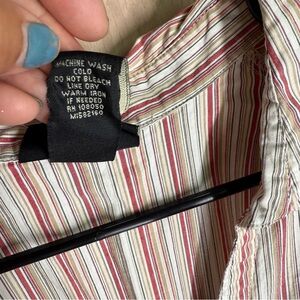 MACHINE WASH
COLD
DO NOT BLEACH
LINE DRY
WARM IRON
IF NEEDED
RN 108050
MIS82160